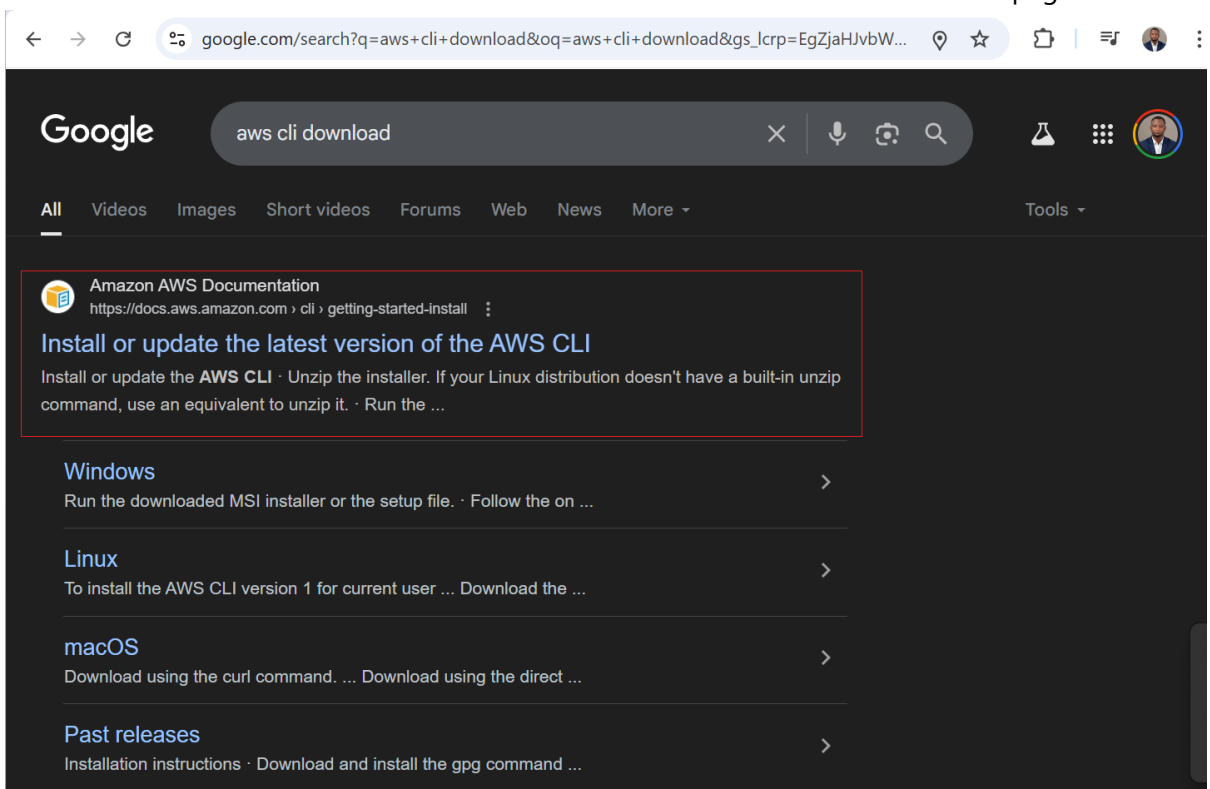 google.com/search?q=aws+cli+download&oq=aws+cli+download&gs_lcrp=EgZjaHJvbW...
Google
aws cli download
All Videos Images Short videos Forums Web News More Tools
Amazon AWS Documentation
https://docs.aws.amazon.com › cli › getting-started-install
Install or update the latest version of the AWS CLI
Install or update the AWS CLI · Unzip the installer. If your Linux distribution doesn't have a built-in unzip
command, use an equivalent to unzip it. · Run the ...
Windows
Run the downloaded MSI installer or the setup file. · Follow the on ...
Linux
To install the AWS CLI version 1 for current user ... Download the ...
macOS
Download using the curl command. ... Download using the direct ...
Past releases
Installation instructions · Download and install the gpg command ...